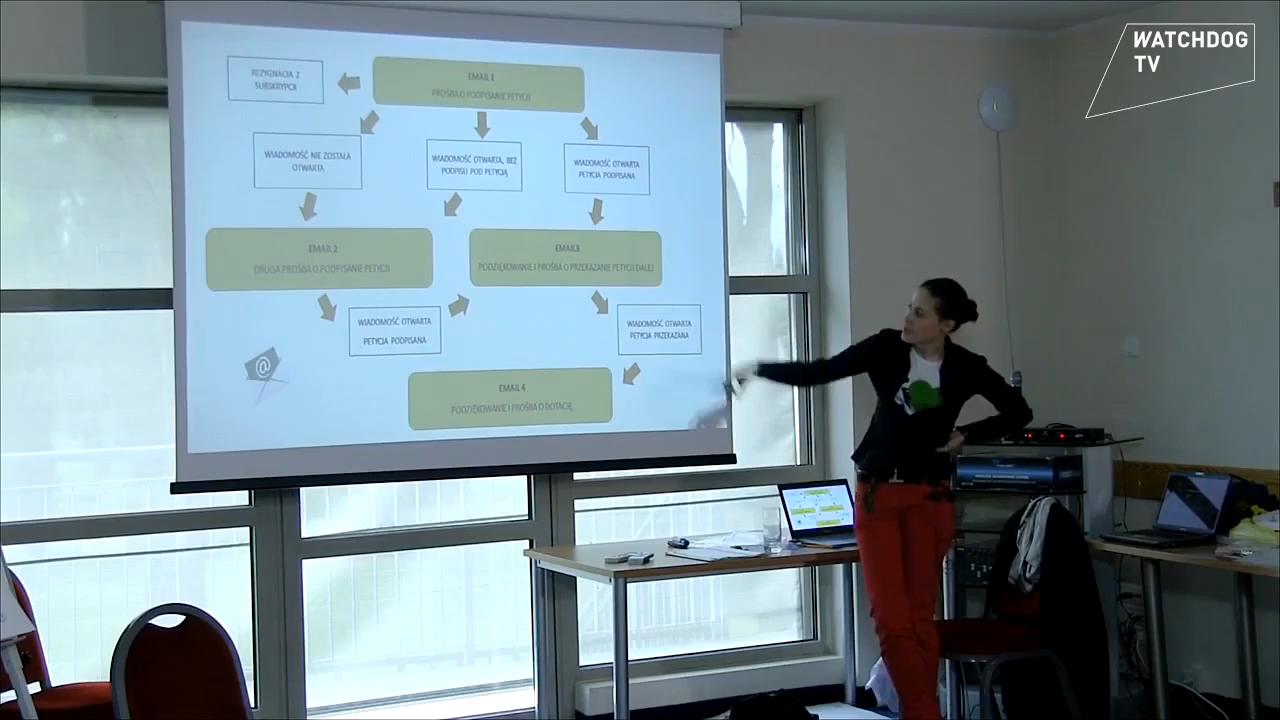 WATCHDOG
TV
EMAIL 1
PROŚBA O PODPISANIE PETYCJI
REZYGNACJA Z
SUBSKRYPCJI
WIADOMOŚĆ NIE ZOSTAŁA
OTWARTA
WIADOMOŚĆ OTWARTA, BEZ
PODPISU POD PETYCJĄ
WIADOMOŚĆ OTWARTA
PETYCJA PODPISANA
EMAIL 2
DRUGA PROŚBA O PODPISANIE PETYCJI
EMAIL3
PODZIĘKOWANIE I PROŚBA O PRZEKAZANIE PETYCJI DALEJ
WIADOMOŚĆ OTWARTA
PETYCJA PODPISANA
WIADOMOŚĆ OTWARTA
PETYCJA PRZEKAZANA
@
EMAIL 4
PODZIĘKOWANIE I PROŚBA O DOTACJĘ